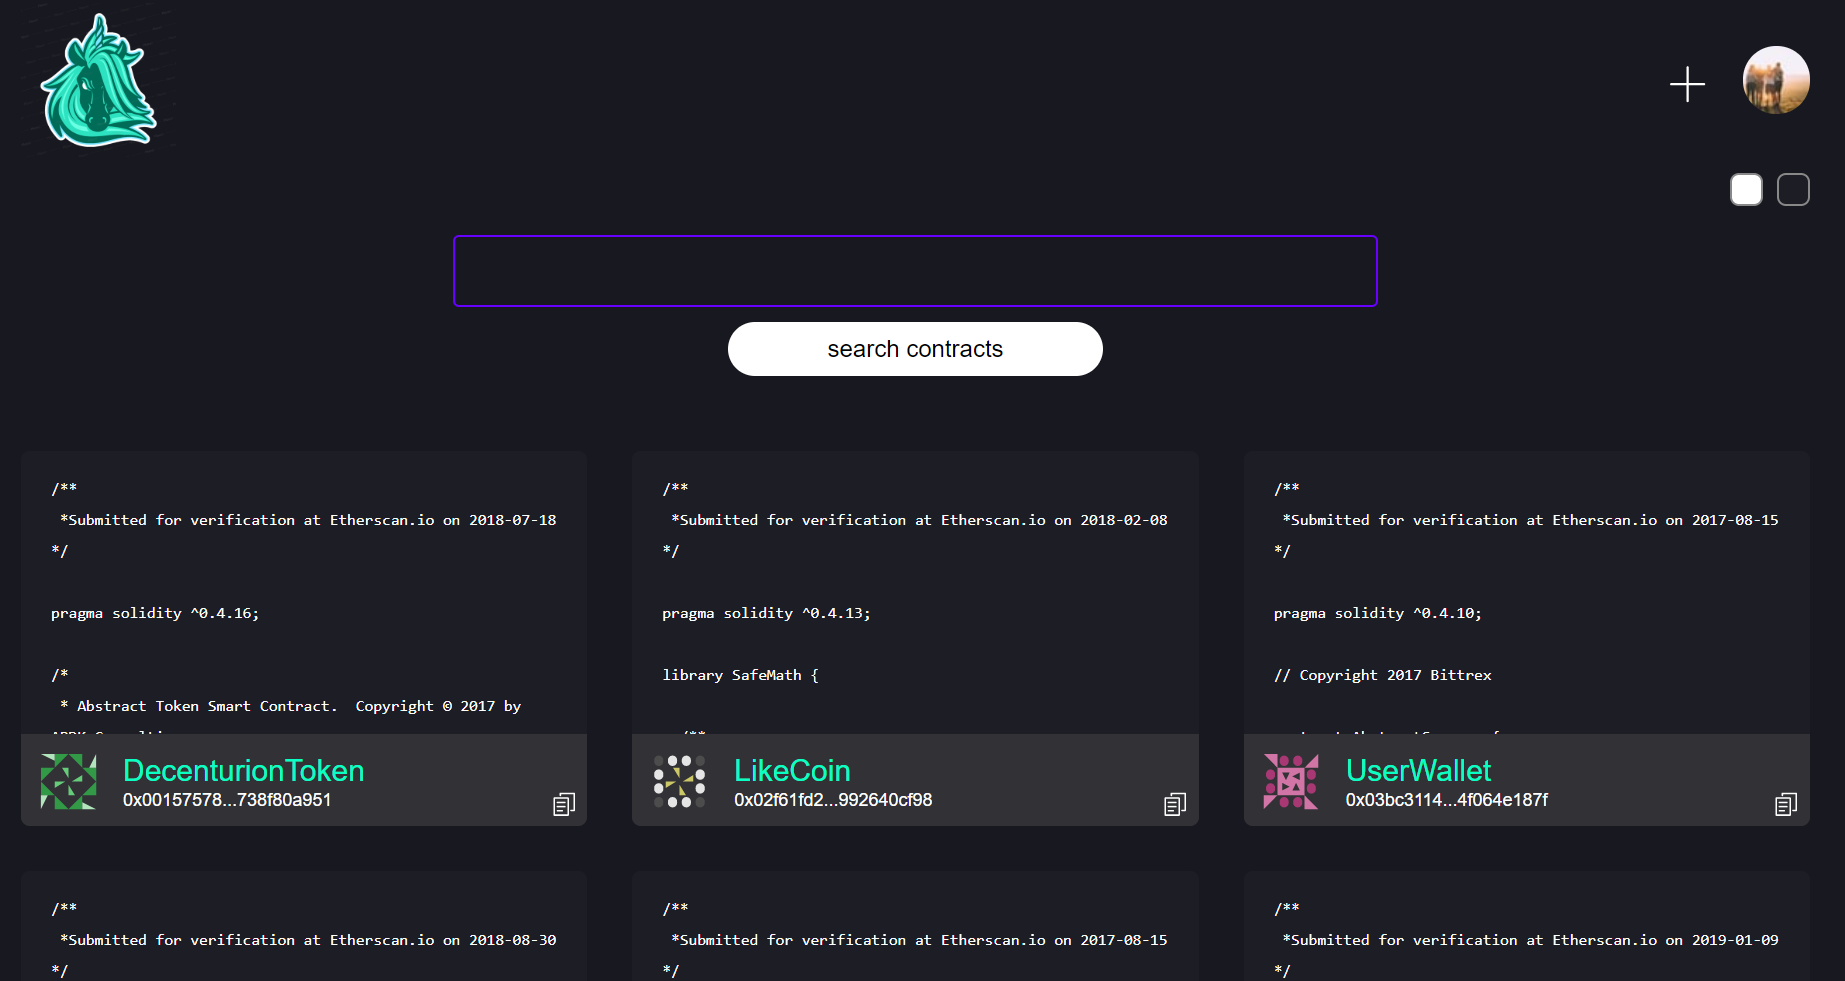 search contracts
/**
*Submitted for verification at Etherscan.io on 2018-07-18
*/
pragma solidity ^0.4.16;
/*
* Abstract Token Smart Contract.  Copyright © 2017 by
DecenturionToken
0x00157578...738f80a951
/**
*Submitted for verification at Etherscan.io on 2018-02-08
*/
pragma solidity ^0.4.13;
library SafeMath {
/**
LikeCoin
0x02f61fd2...992640cf98
/**
*Submitted for verification at Etherscan.io on 2017-08-15
*/
pragma solidity ^0.4.10;
// Copyright 2017 Bittrex
UserWallet
0x03bc3114...4f064e187f
/**
*Submitted for verification at Etherscan.io on 2018-08-30
*/
/**
*Submitted for verification at Etherscan.io on 2017-08-15
*/
/**
*Submitted for verification at Etherscan.io on 2019-01-09
*/